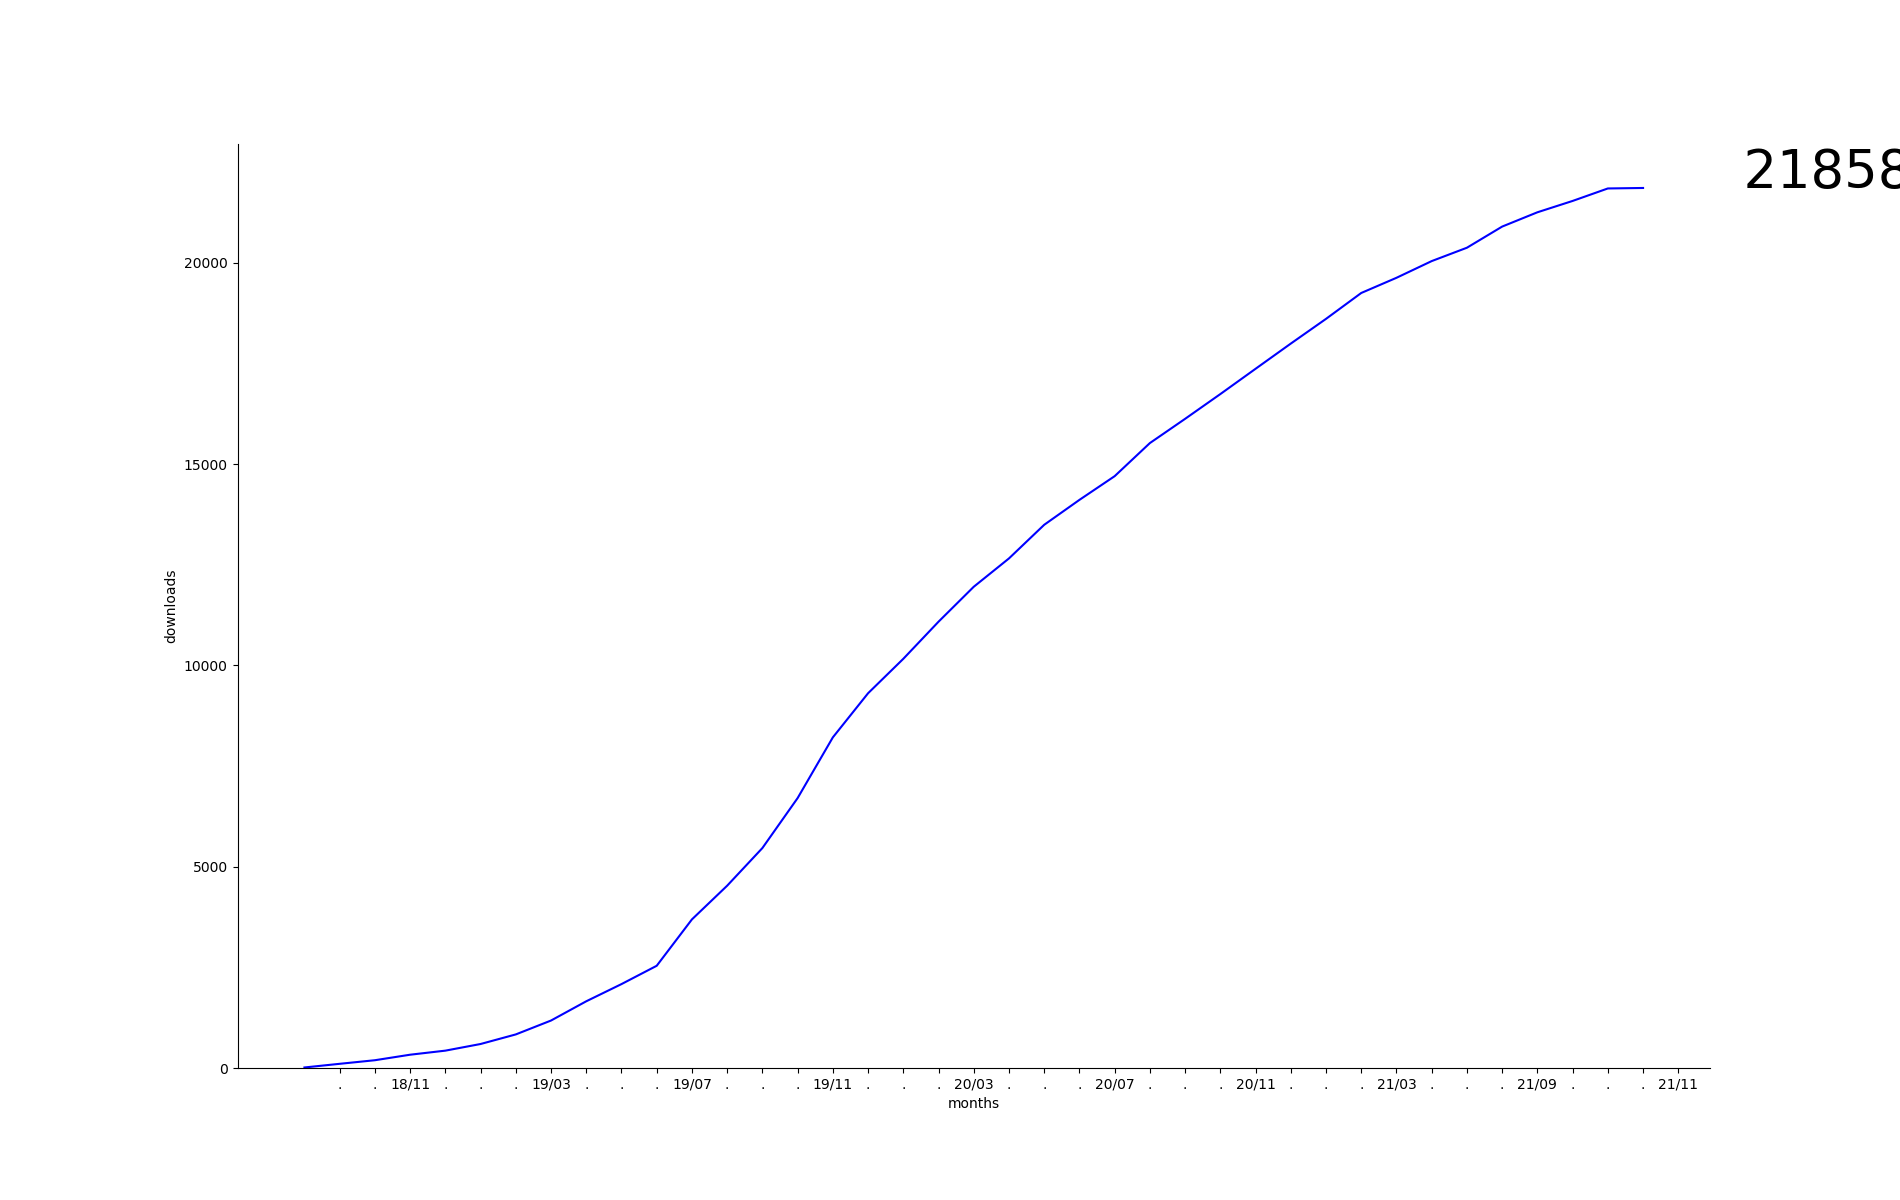 21858
20000
15000
10000
5000
0
downloads
. . 18/11 . . . 19/03 . . . 19/07 . . . 19/11 . . . 20/03 . . . 20/07 . . . 20/11 . . . 21/03 . . . 21/09 . . . 21/11
months